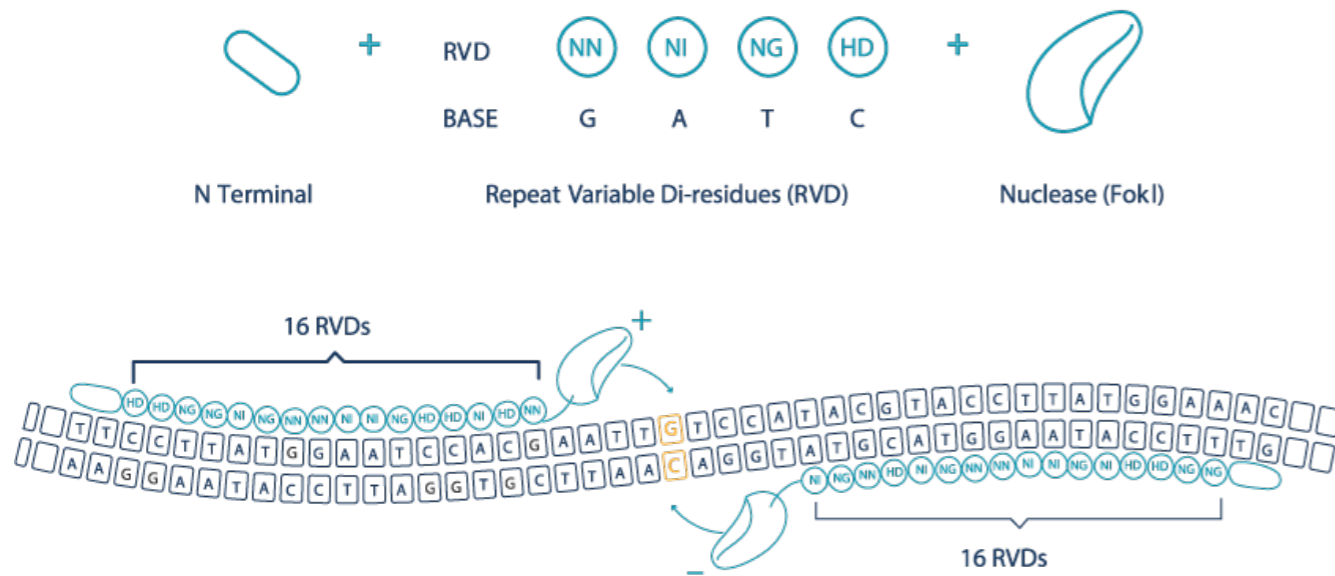 + RVD NN NI NG HD +
BASE G A T C
N Terminal Repeat Variable Di-residues (RVD) Nuclease (FokI)
16 RVDs
+
HD HD NG NG NI NG NN NN NI NI NG HD HD NI HD NN
T T C C T T A T G G A A T C C A C G A A T T G T C C A T A C G T A C C T T A T G G A A A C
A A G G A A T A C C T T A G G T G C T T A A C A G G T A T G C A T G G A A T A C C T T T G
NI NG NN HD NI NG NN NN NI NI NG NI HD HD NG NG
–
16 RVDs